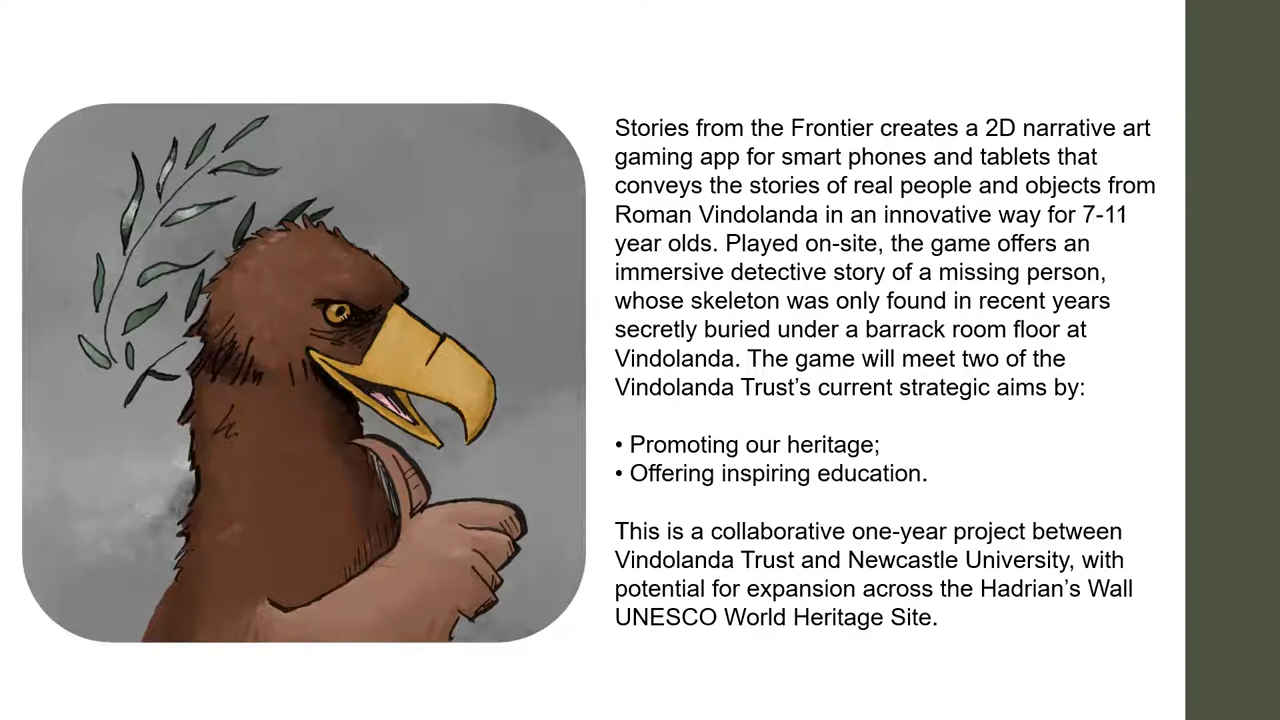 Stories from the Frontier creates a 2D narrative art
gaming app for smart phones and tablets that
conveys the stories of real people and objects from
Roman Vindolanda in an innovative way for 7-11
year olds. Played on-site, the game offers an
immersive detective story of a missing person,
whose skeleton was only found in recent years
secretly buried under a barrack room floor at
Vindolanda. The game will meet two of the
Vindolanda Trust’s current strategic aims by:
• Promoting our heritage;
• Offering inspiring education.
This is a collaborative one-year project between
Vindolanda Trust and Newcastle University, with
potential for expansion across the Hadrian’s Wall
UNESCO World Heritage Site.